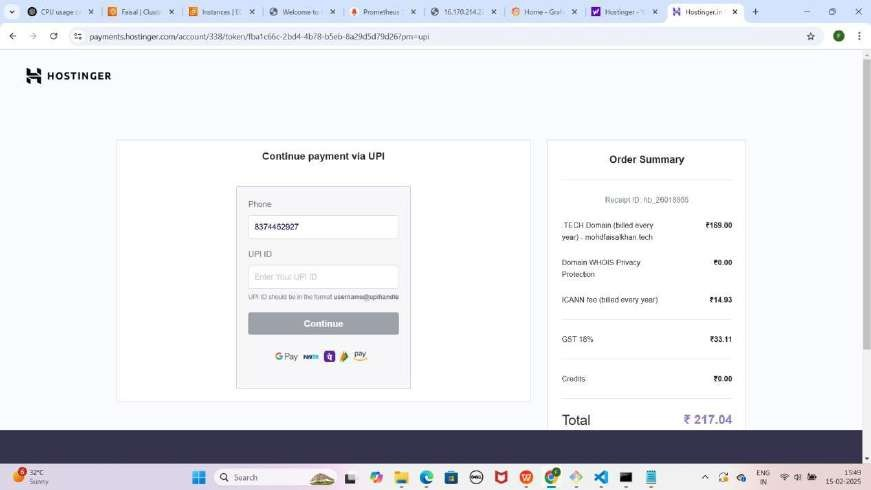 CPU usage c
Faisal | Clust
Instances | E
Welcome to
Prometheus
16.170.214.2
Home - Graf
Hostinger - 
Hostinger.in
payments.hostinger.com/account/338/token/fba1c66c-2bd4-4b78-b5eb-8a29d5d79d26?pm=upi
F
HOSTINGER
Continue payment via UPI
Phone
8374452927
UPI ID
Enter Your UPI ID
UPI ID should be in the format username@upihandle
Continue
G Pay
Paytm
pay
Order Summary
Receipt ID: hb_26018665
.TECH Domain (billed every
year) - mohdfaisalkhan.tech
₹169.00
Domain WHOIS Privacy
Protection
₹0.00
ICANN fee (billed every year)
₹14.93
GST 18%
₹33.11
Credits
₹0.00
Total
₹ 217.04
6
32°C
Sunny
Search
DELL
ENG
IN
15:49
15-02-2025